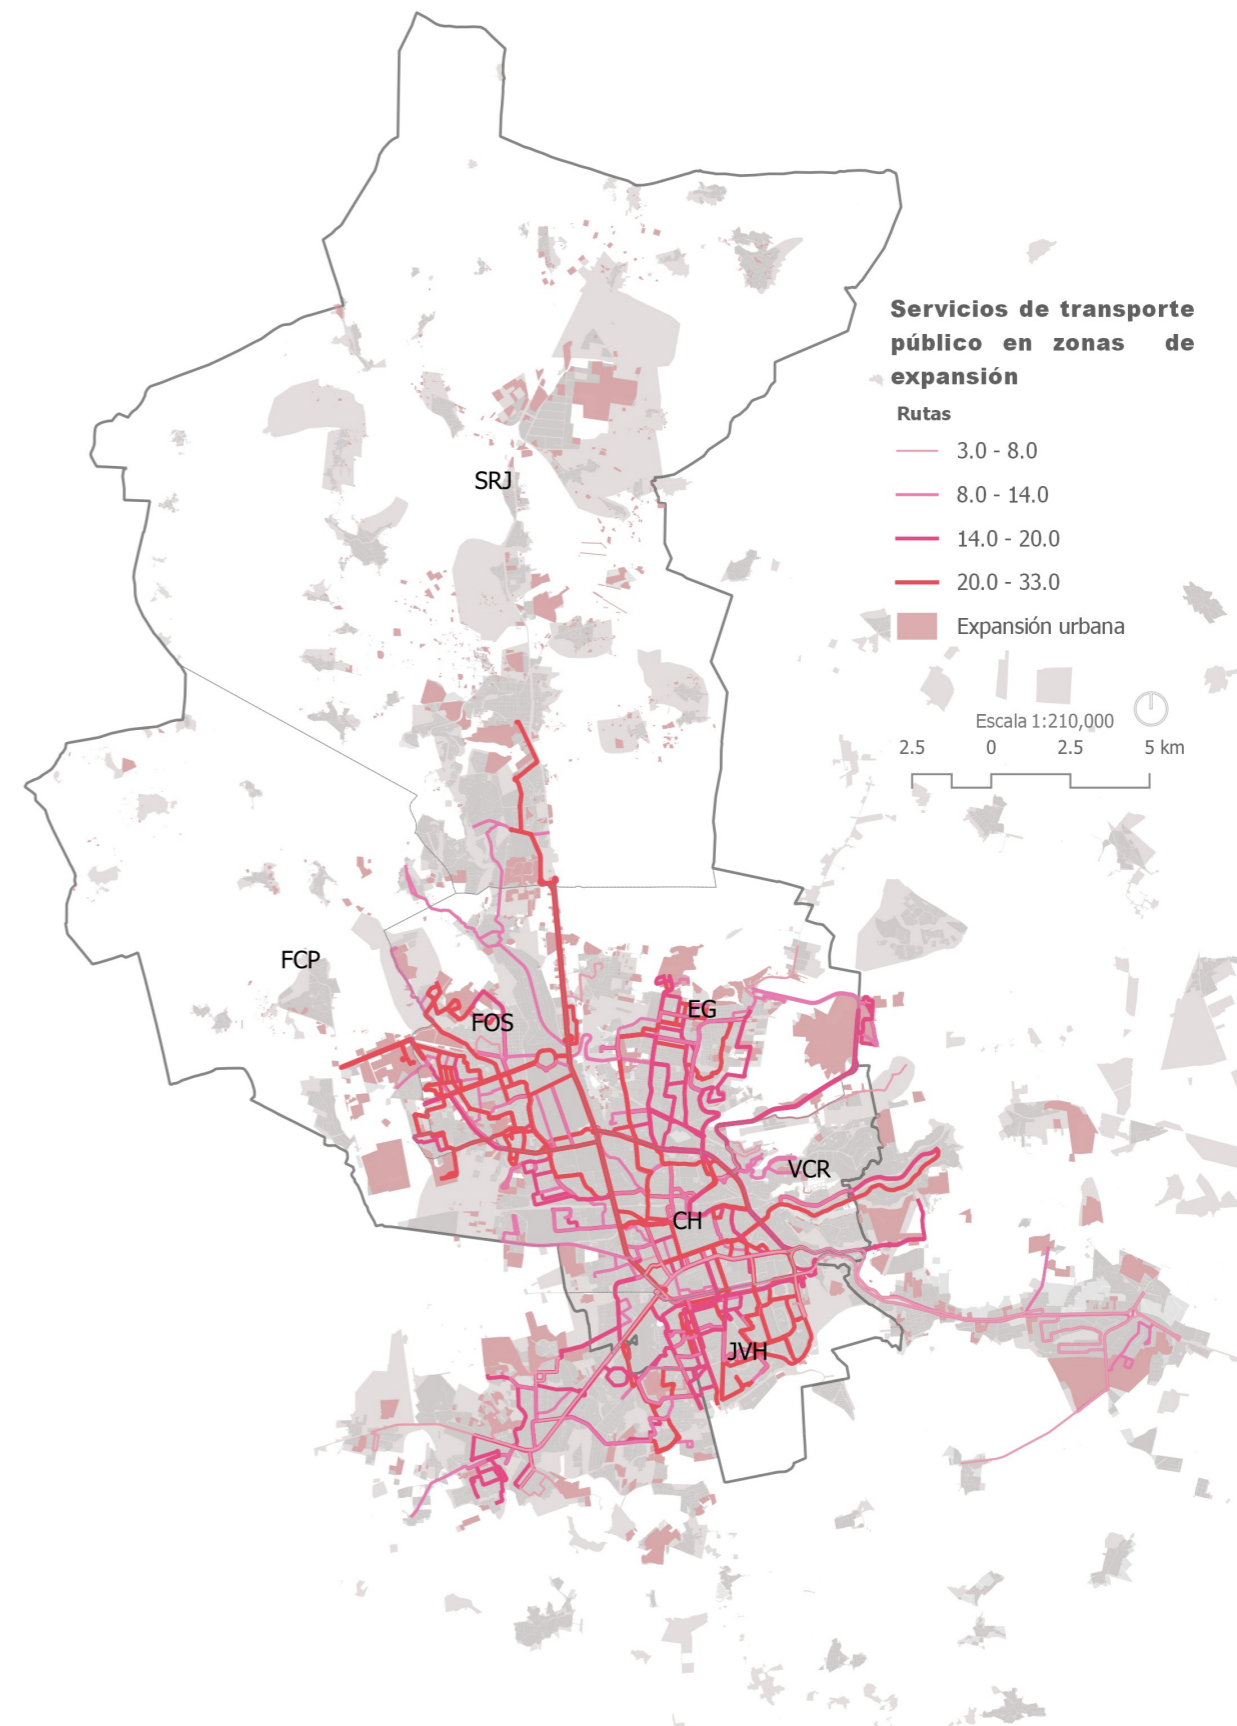 Servicios de transporte
público en zonas de
expansión
Rutas
3.0 - 8.0
8.0 - 14.0
14.0 - 20.0
20.0 - 33.0
Expansión urbana
Escala 1:210,000
2.5 0 2.5 5 km
SRJ
FCP
FOS
EG
VCR
CH
JVH